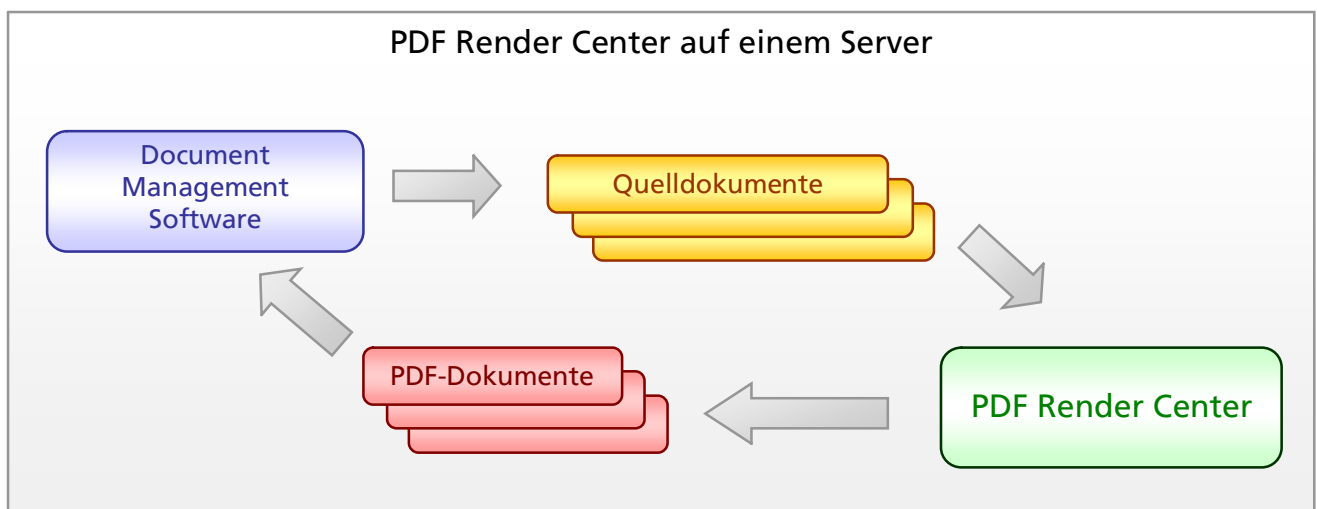 PDF Render Center auf einem Server
Document
Management
Software
Quelldokumente
PDF-Dokumente
PDF Render Center